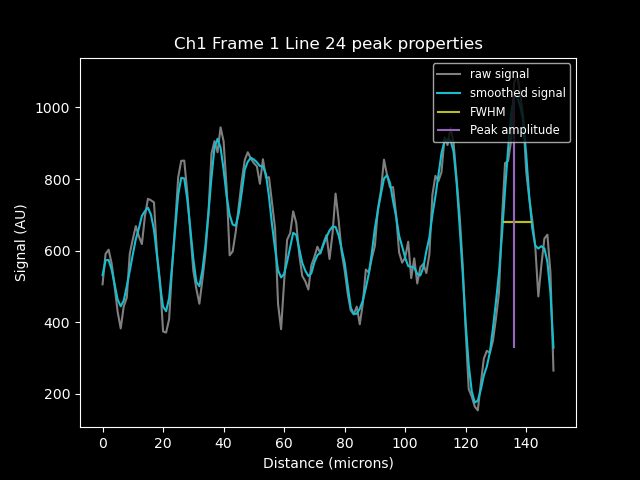 Ch1 Frame 1 Line 24 peak properties
raw signal
smoothed signal
FWHM
Peak amplitude
Signal (AU)
1000
800
600
400
200
0 20 40 60 80 100 120 140
Distance (microns)